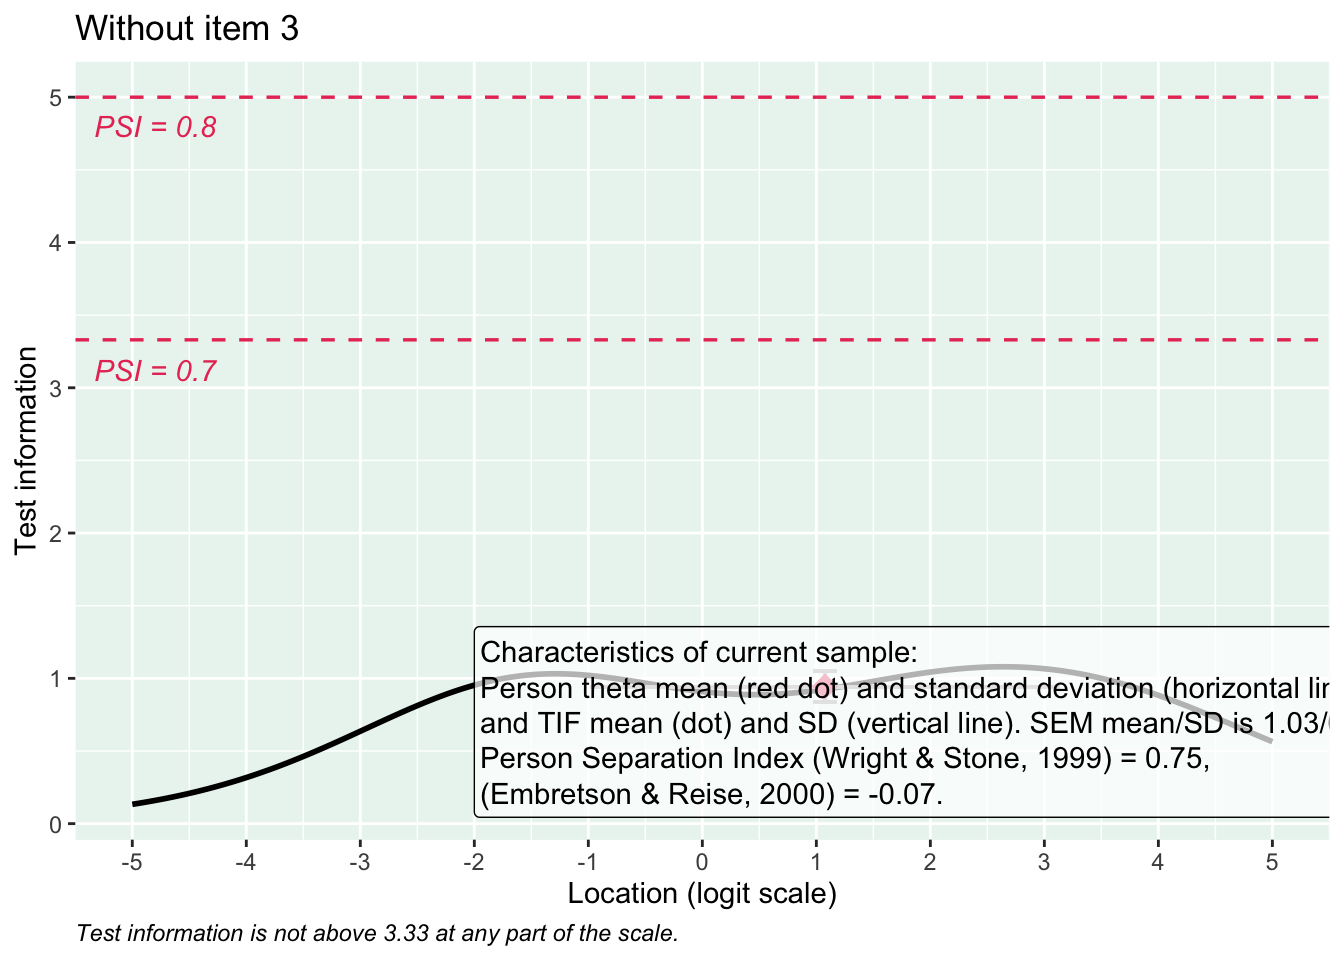 Without item 3
5
PSI = 0.8
4
PSI = 0.7
3
Test information
2
1
0
Characteristics of current sample:
Person theta mean (red dot) and standard deviation (horizontal
and TIF mean (dot) and SD (vertical line). SEM mean/SD is 1.03/
Person Separation Index (Wright & Stone, 1999) = 0.75,
(Embretson & Reise, 2000) = -0.07.
-5 -4 -3 -2 -1 0 1 2 3 4 5
Location (logit scale)
Test information is not above 3.33 at any part of the scale.